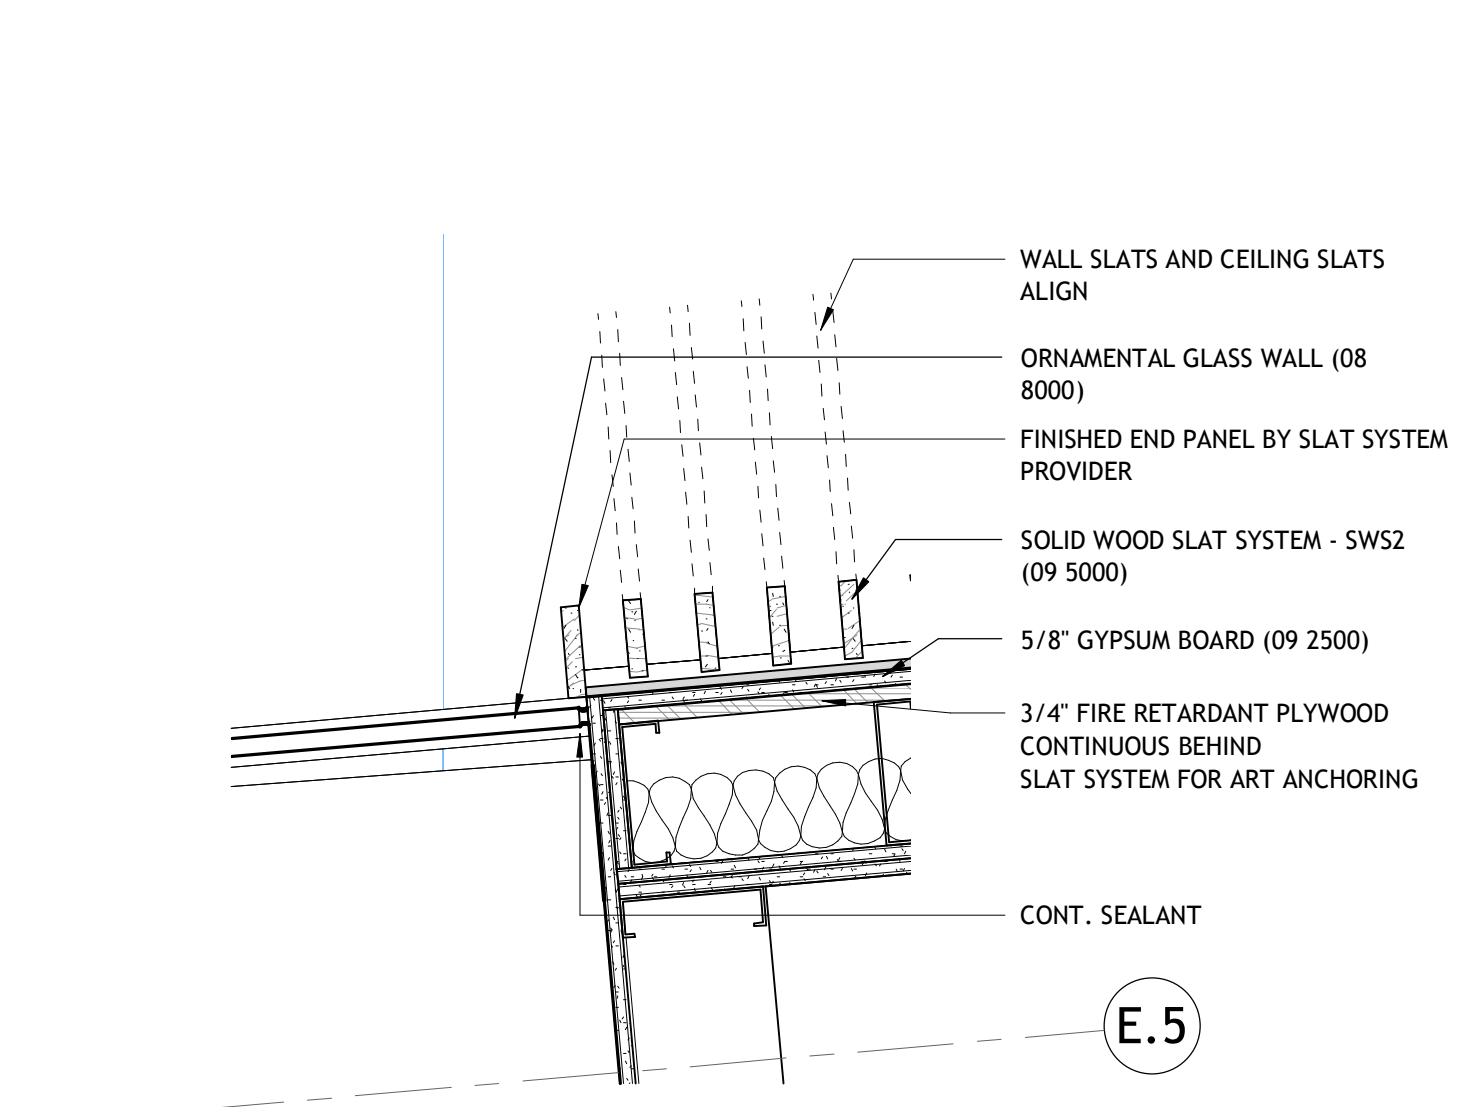 WALL SLATS AND CEILING SLATS
ALIGN
ORNAMENTAL GLASS WALL (08
8000)
FINISHED END PANEL BY SLAT SYSTEM
PROVIDER
SOLID WOOD SLAT SYSTEM - SWS2
(09 5000)
5/8" GYPSUM BOARD (09 2500)
3/4" FIRE RETARDANT PLYWOOD
CONTINUOUS BEHIND
SLAT SYSTEM FOR ART ANCHORING
CONT. SEALANT
E.5